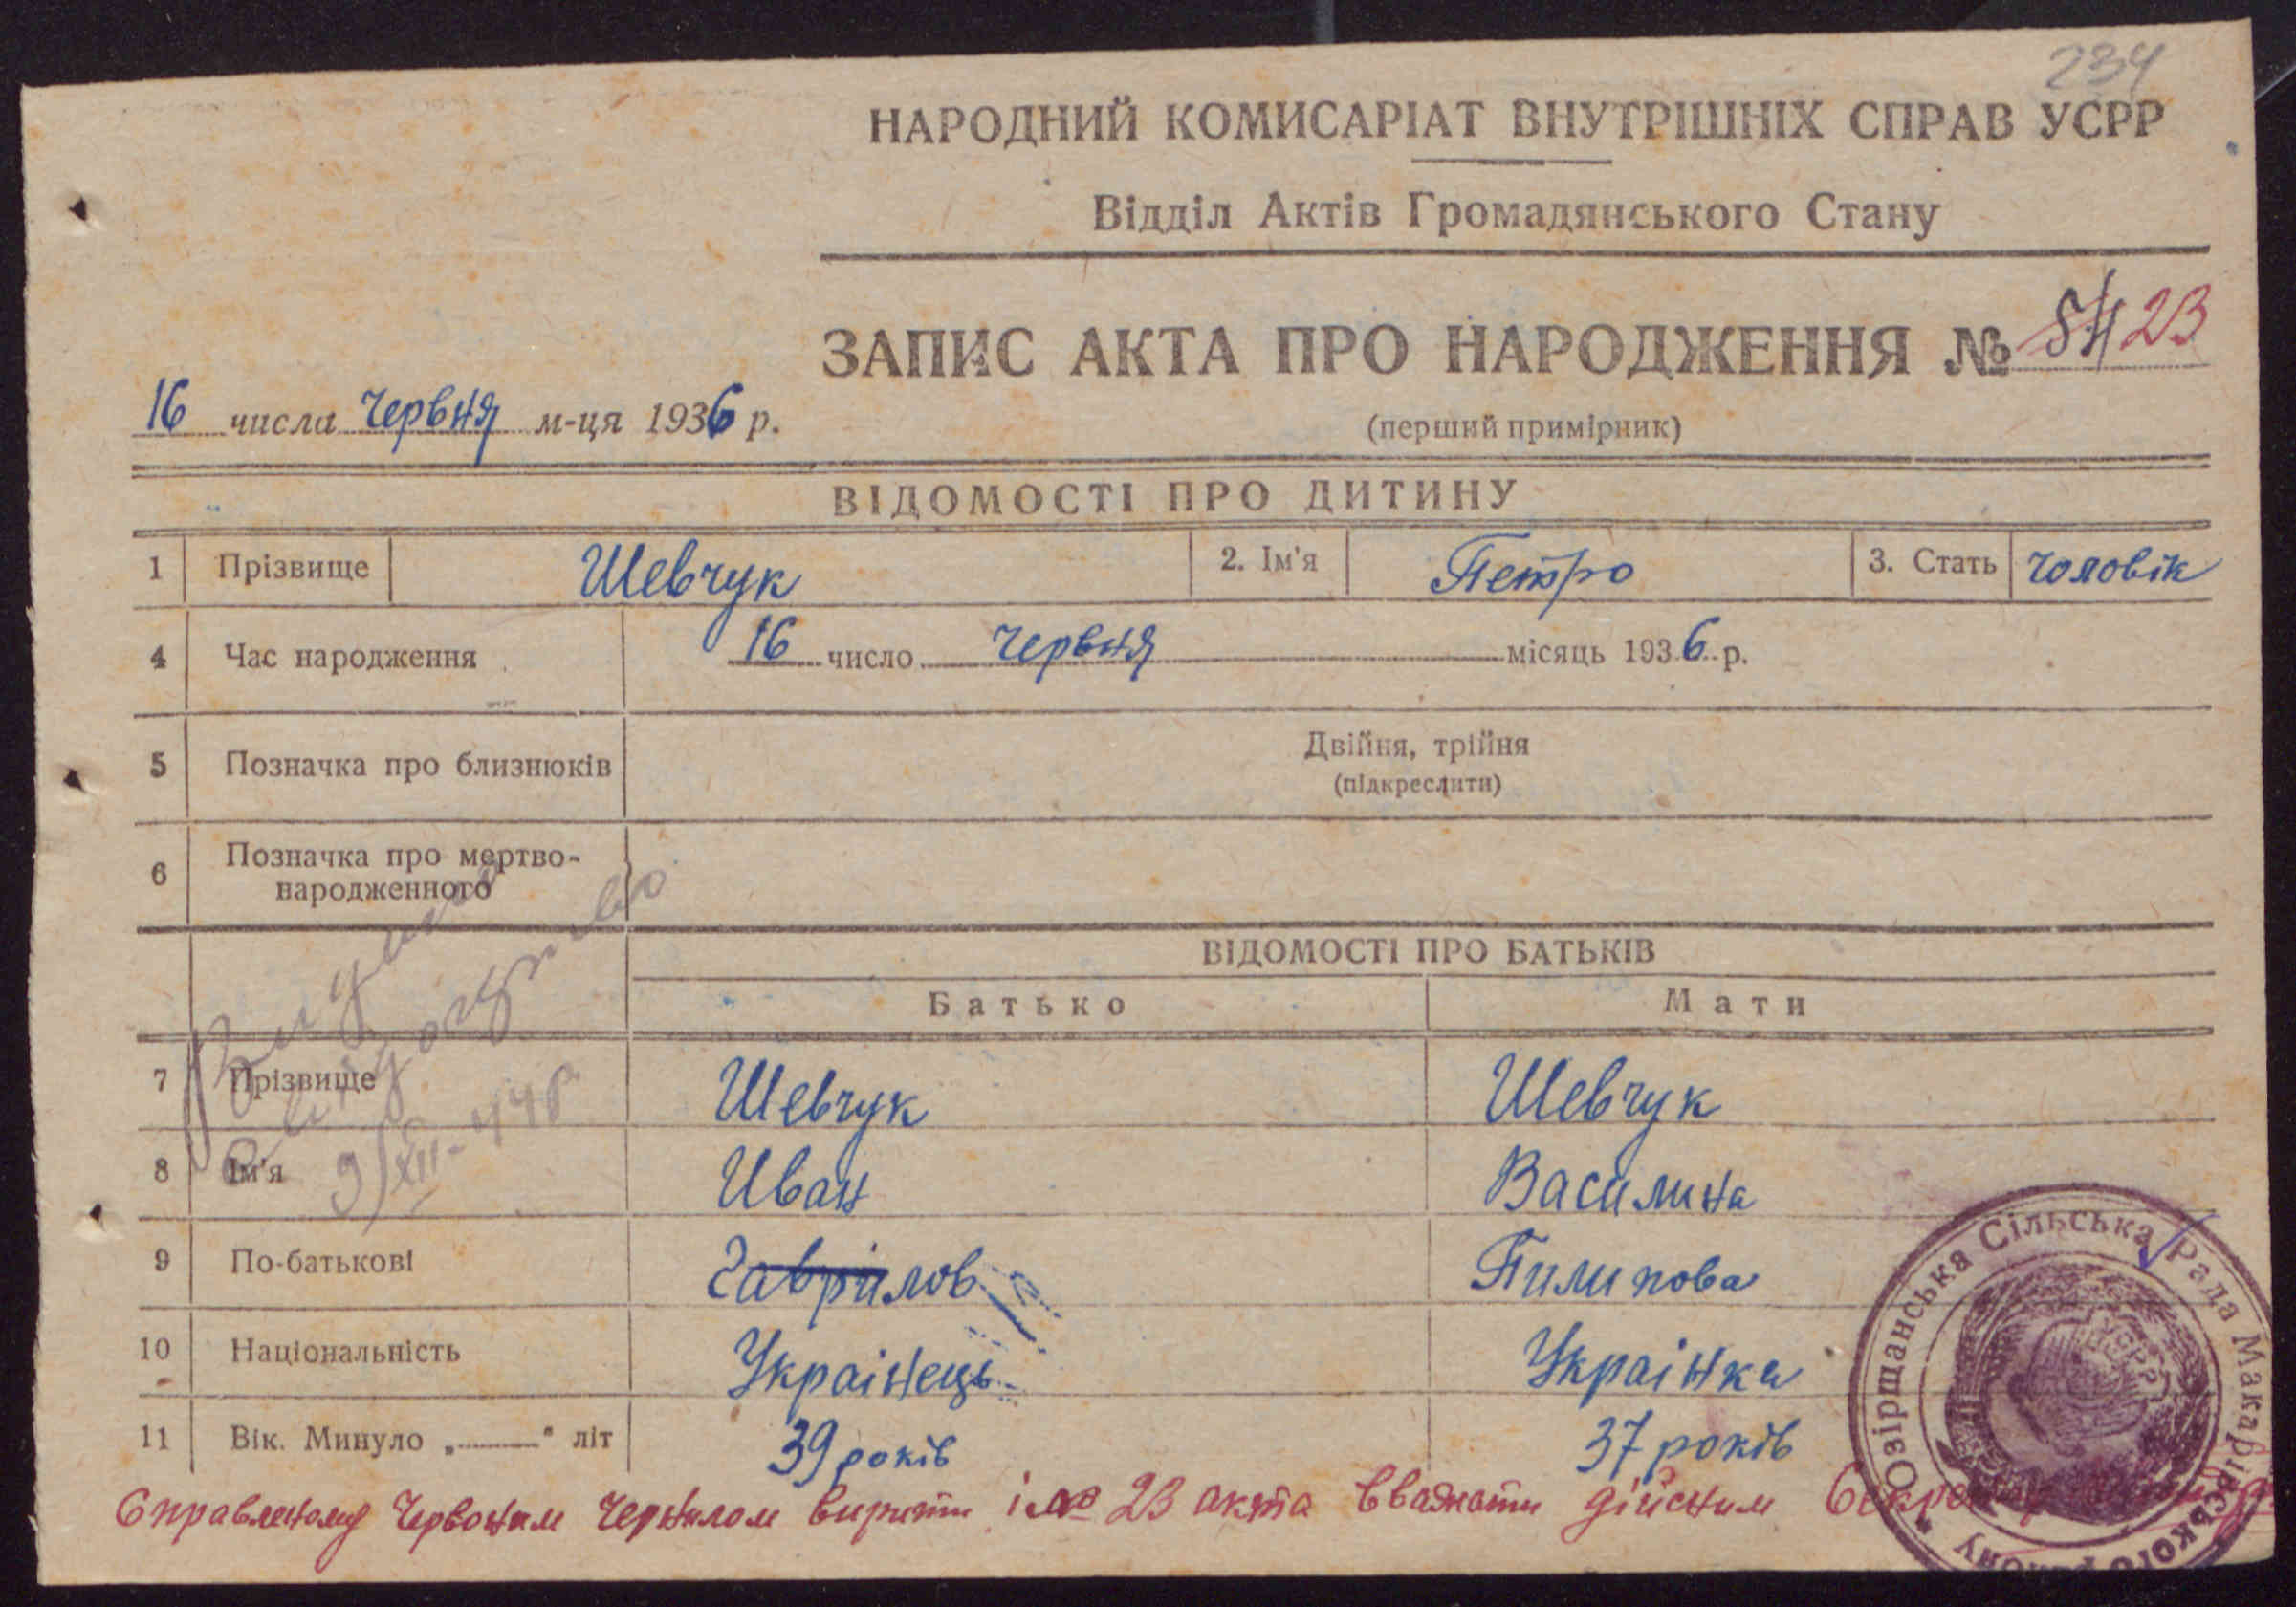 234
НАРОДНИЙ КОМИСАРІАТ ВНУТРІШНІХ СПРАВ УСРР
Відділ Актів Громадянського Стану
ЗАПИС АКТА ПРО НАРОДЖЕННЯ № 23
16 числа червня м-ця 1936 р.
(перший примірник)
ВІДОМОСТІ ПРО ДИТИНУ
1 Прізвище Шевчук 2. Ім'я Петро 3. Стать чоловік
4 Час народження 16 число червня місяць 1936 р.
5 Позначка про близнюків Двійня, трійня
(підкреслити)
6 Позначка про мертво-
народженного
ВІДОМОСТІ ПРО БАТЬКІВ
Батько Мати
7 Прізвище Шевчук Шевчук
8 Ім'я Иван Василина
9 По-батькові Гаврилов Пилипова
10 Національність Українець Українка
11 Вік. Минуло „——" літ 39 років 37 років
Справленому Червоним Чернилом вирити і № 23 акта вважати дійсним
Озірщанська Сільська Рада Макарівського району
УСРР